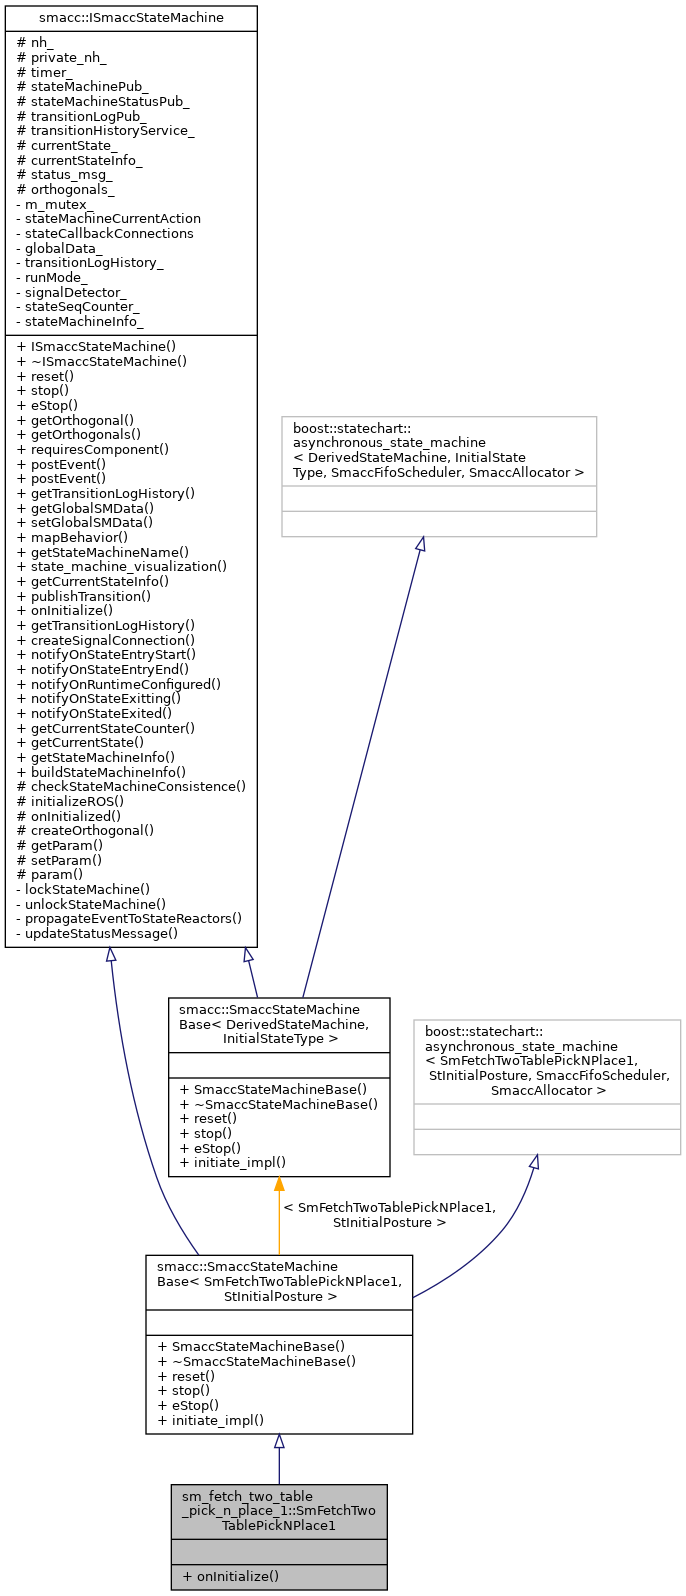 smacc::ISmaccStateMachine
# nh_
# private_nh_
# timer_
# stateMachinePub_
# stateMachineStatusPub_
# transitionLogPub_
# transitionHistoryService_
# currentState_
# currentStateInfo_
# status_msg_
# orthogonals_
- m_mutex_
- stateMachineCurrentAction
- stateCallbackConnections
- globalData_
- transitionLogHistory_
- runMode_
- signalDetector_
- stateSeqCounter_
- stateMachineInfo_
+ ISmaccStateMachine()
+ ~ISmaccStateMachine()
+ reset()
+ stop()
+ eStop()
+ getOrthogonal()
+ getOrthogonals()
+ requiresComponent()
+ postEvent()
+ postEvent()
+ getTransitionLogHistory()
+ getGlobalSMData()
+ setGlobalSMData()
+ mapBehavior()
+ getStateMachineName()
+ state_machine_visualization()
+ getCurrentStateInfo()
+ publishTransition()
+ onInitialize()
+ getTransitionLogHistory()
+ createSignalConnection()
+ notifyOnStateEntryStart()
+ notifyOnStateEntryEnd()
+ notifyOnRuntimeConfigured()
+ notifyOnStateExitting()
+ notifyOnStateExited()
+ getCurrentStateCounter()
+ getCurrentState()
+ getStateMachineInfo()
+ buildStateMachineInfo()
# checkStateMachineConsistence()
# initializeROS()
# onInitialized()
# createOrthogonal()
# getParam()
# setParam()
# param()
- lockStateMachine()
- unlockStateMachine()
- propagateEventToStateReactors()
- updateStatusMessage()
boost::statechart::
asynchronous_state_machine
< DerivedStateMachine, InitialState
Type, SmaccFifoScheduler, SmaccAllocator >
smacc::SmaccStateMachine
Base< DerivedStateMachine,
InitialStateType >
+ SmaccStateMachineBase()
+ ~SmaccStateMachineBase()
+ reset()
+ stop()
+ eStop()
+ initiate_impl()
boost::statechart::
asynchronous_state_machine
< SmFetchTwoTablePickNPlace1,
StInitialPosture, SmaccFifoScheduler,
SmaccAllocator >
< SmFetchTwoTablePickNPlace1,
StInitialPosture >
smacc::SmaccStateMachine
Base< SmFetchTwoTablePickNPlace1,
StInitialPosture >
+ SmaccStateMachineBase()
+ ~SmaccStateMachineBase()
+ reset()
+ stop()
+ eStop()
+ initiate_impl()
sm_fetch_two_table
_pick_n_place_1::SmFetchTwo
TablePickNPlace1
+ onInitialize()